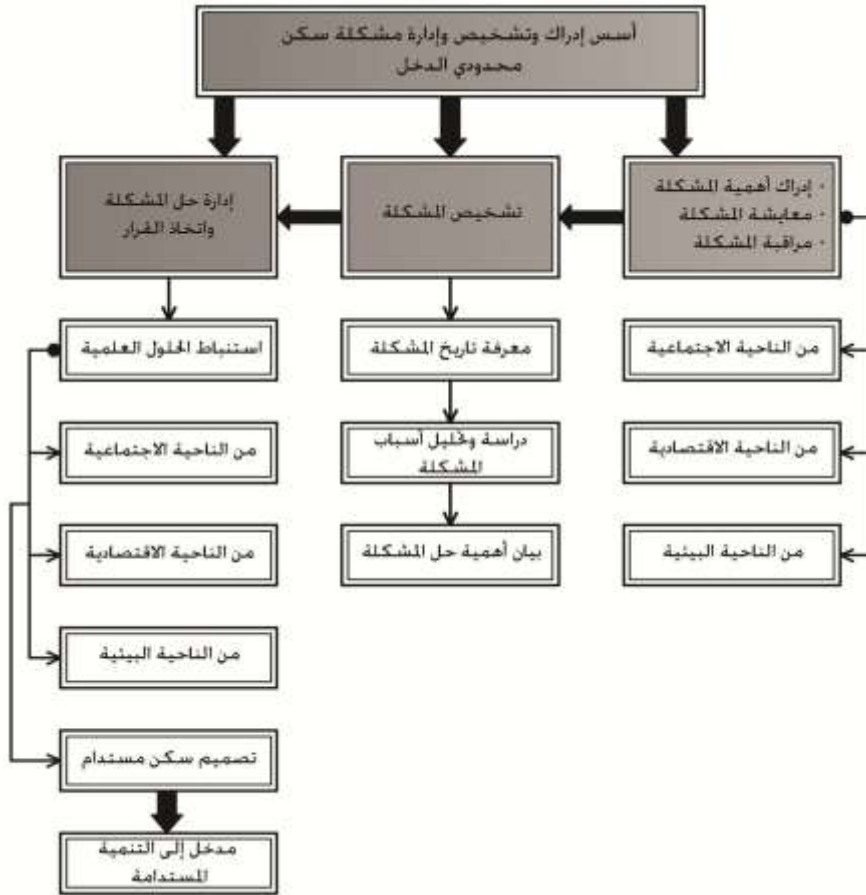 أسس إدراك وتشخيص وإدارة مشكلة سكن
محدودي الدخل
· إدراك أهمية المشكلة
· معايشة المشكلة
· مراقبة المشكلة
تشخيص المشكلة
إدارة حل المشكلة
واتخاذ القرار
من الناحية الاجتماعية
من الناحية الاقتصادية
من الناحية البيئية
معرفة تاريخ المشكلة
دراسة وتحليل أسباب
المشكلة
بيان أهمية حل المشكلة
استنباط الحلول العلمية
من الناحية الاجتماعية
من الناحية الاقتصادية
من الناحية البيئية
تصميم سكن مستدام
مدخل إلى التنمية
المستدامة